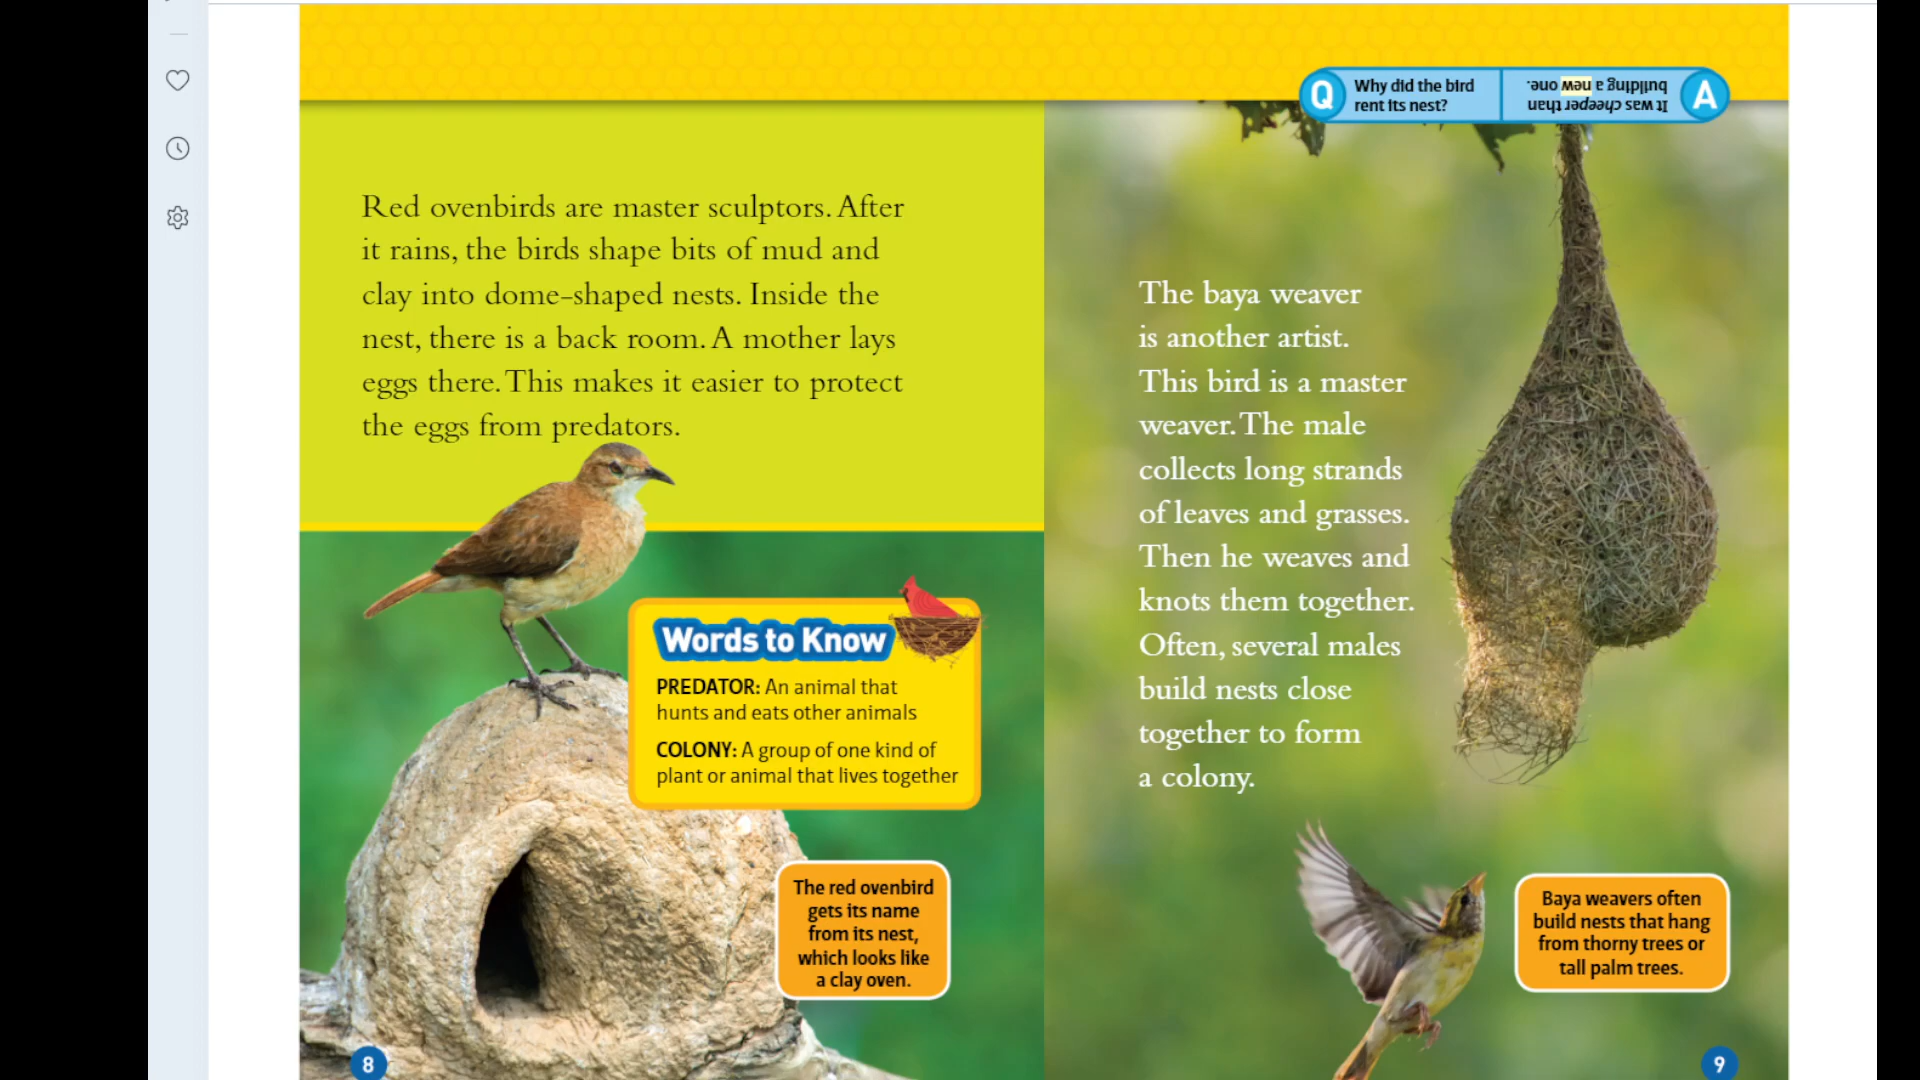 Q
Why did the bird
rent its nest?
It was cheeper than
building a new one.
A
Red ovenbirds are master sculptors. After
it rains, the birds shape bits of mud and
clay into dome-shaped nests. Inside the
nest, there is a back room. A mother lays
eggs there. This makes it easier to protect
the eggs from predators.
Words to Know
PREDATOR: An animal that
hunts and eats other animals
COLONY: A group of one kind of
plant or animal that lives together
The red ovenbird
gets its name
from its nest,
which looks like
a clay oven.
8
The baya weaver
is another artist.
This bird is a master
weaver. The male
collects long strands
of leaves and grasses.
Then he weaves and
knots them together.
Often, several males
build nests close
together to form
a colony.
Baya weavers often
build nests that hang
from thorny trees or
tall palm trees.
9